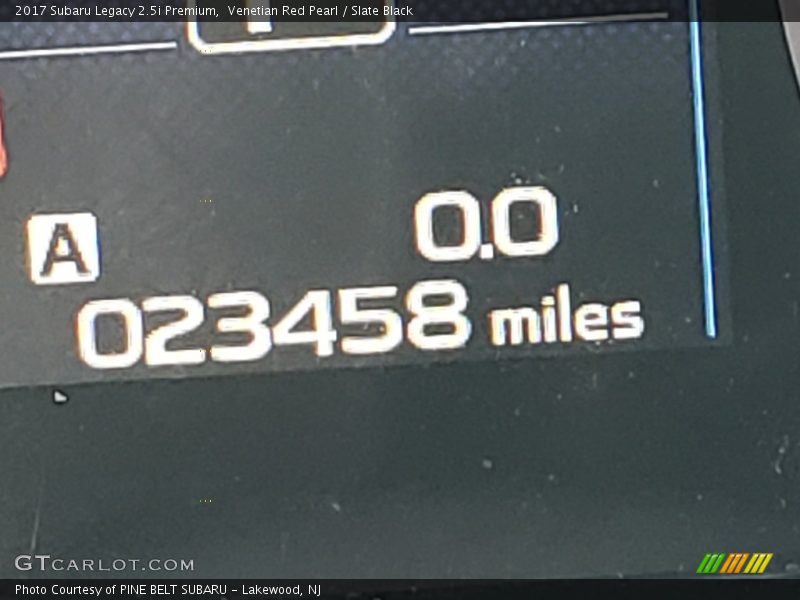 2017 Subaru Legacy 2.5i Premium, Venetian Red Pearl / Slate Black
A 0.0
023458 miles
GTCARLOT.COM
Photo Courtesy of PINE BELT SUBARU - Lakewood, NJ